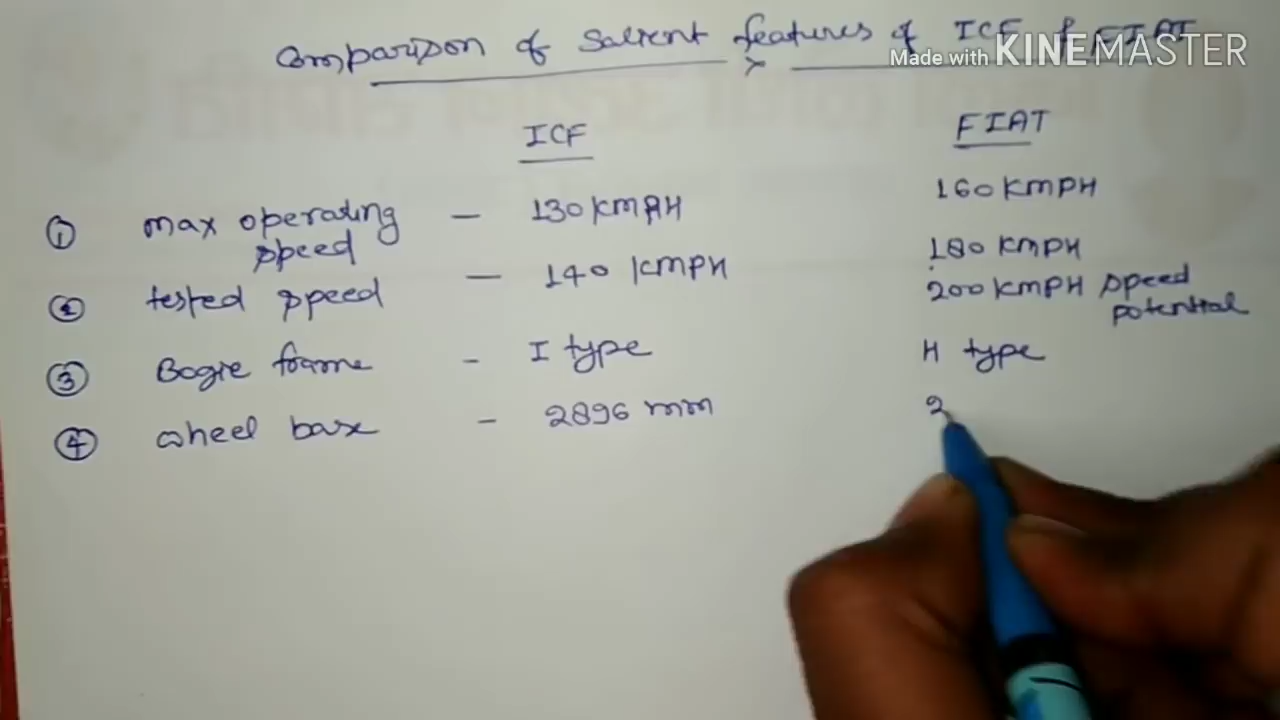 Comparison of Salient features of ICF & FIAT
Made with KINEMASTER
ICF FIAT
① max operating speed — 130 KMPH 160 KMPH
② tested speed — 140 KMPH 180 KMPH
200 KMPH speed potential
③ Bogie frame - I type H type
④ wheel base - 2896 mm 2